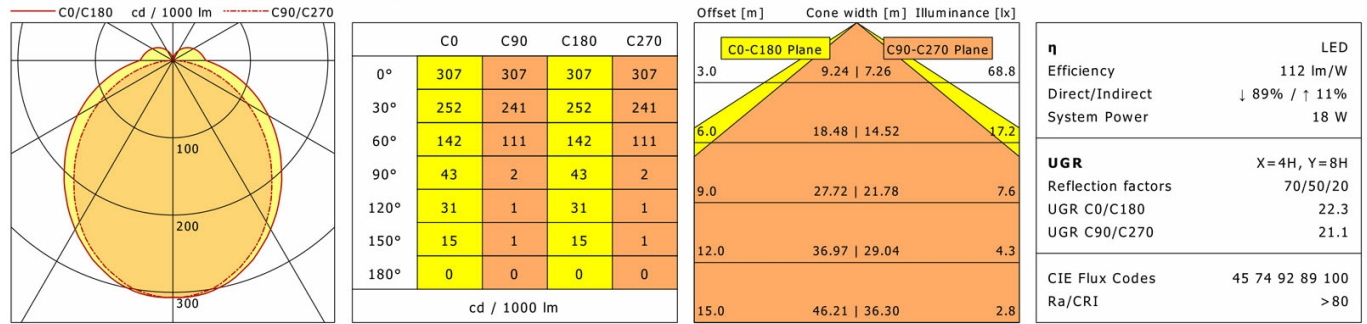 C0/C180 cd / 1000 lm C90/C270
100
200
300
C0 C90 C180 C270
0° 307 307 307 307
30° 252 241 252 241
60° 142 111 142 111
90° 43 2 43 2
120° 31 1 31 1
150° 15 1 15 1
180° 0 0 0 0
cd / 1000 lm
Offset [m] Cone width [m] Illuminance [lx]
C0-C180 Plane C90-C270 Plane
3.0 9.24 | 7.26 68.8
6.0 18.48 | 14.52 17.2
9.0 27.72 | 21.78 7.6
12.0 36.97 | 29.04 4.3
15.0 46.21 | 36.30 2.8
η LED
Efficiency 112 lm/W
Direct/Indirect ↓ 89% / ↑ 11%
System Power 18 W
UGR X=4H, Y=8H
Reflection factors 70/50/20
UGR C0/C180 22.3
UGR C90/C270 21.1
CIE Flux Codes 45 74 92 89 100
Ra/CRI >80